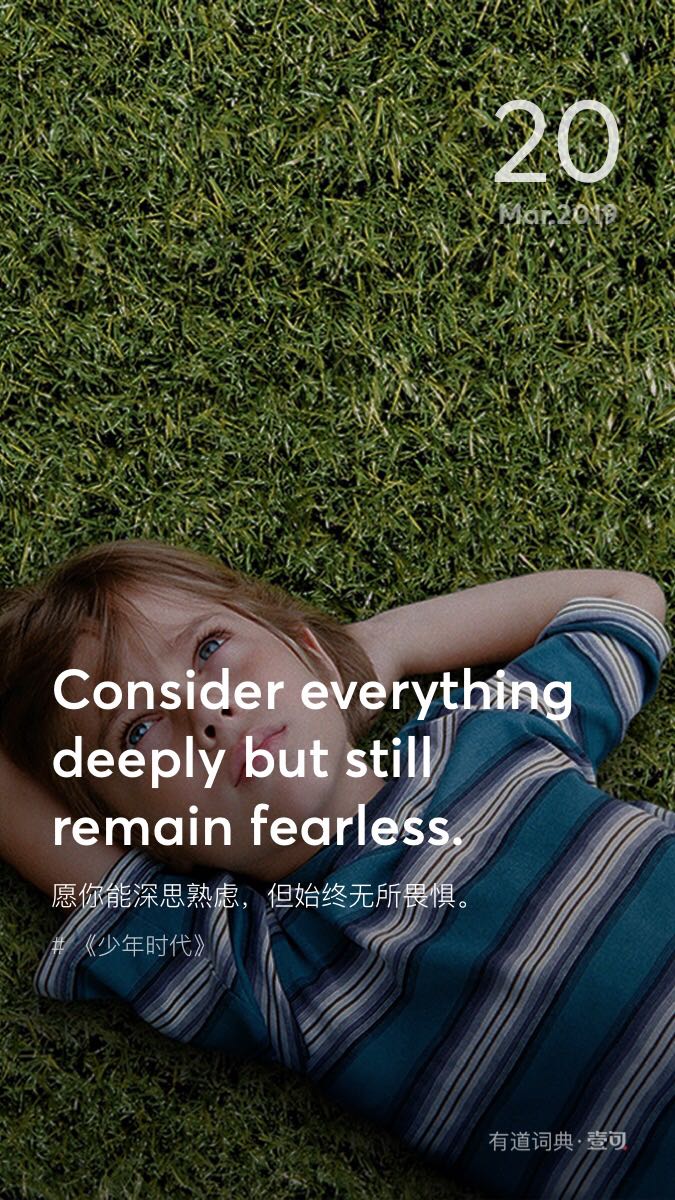 20
Mar.2019
Consider everything
deeply but still
remain fearless.
愿你能深思熟虑，但始终无所畏惧。
# 《少年时代》
有道词典·壹句